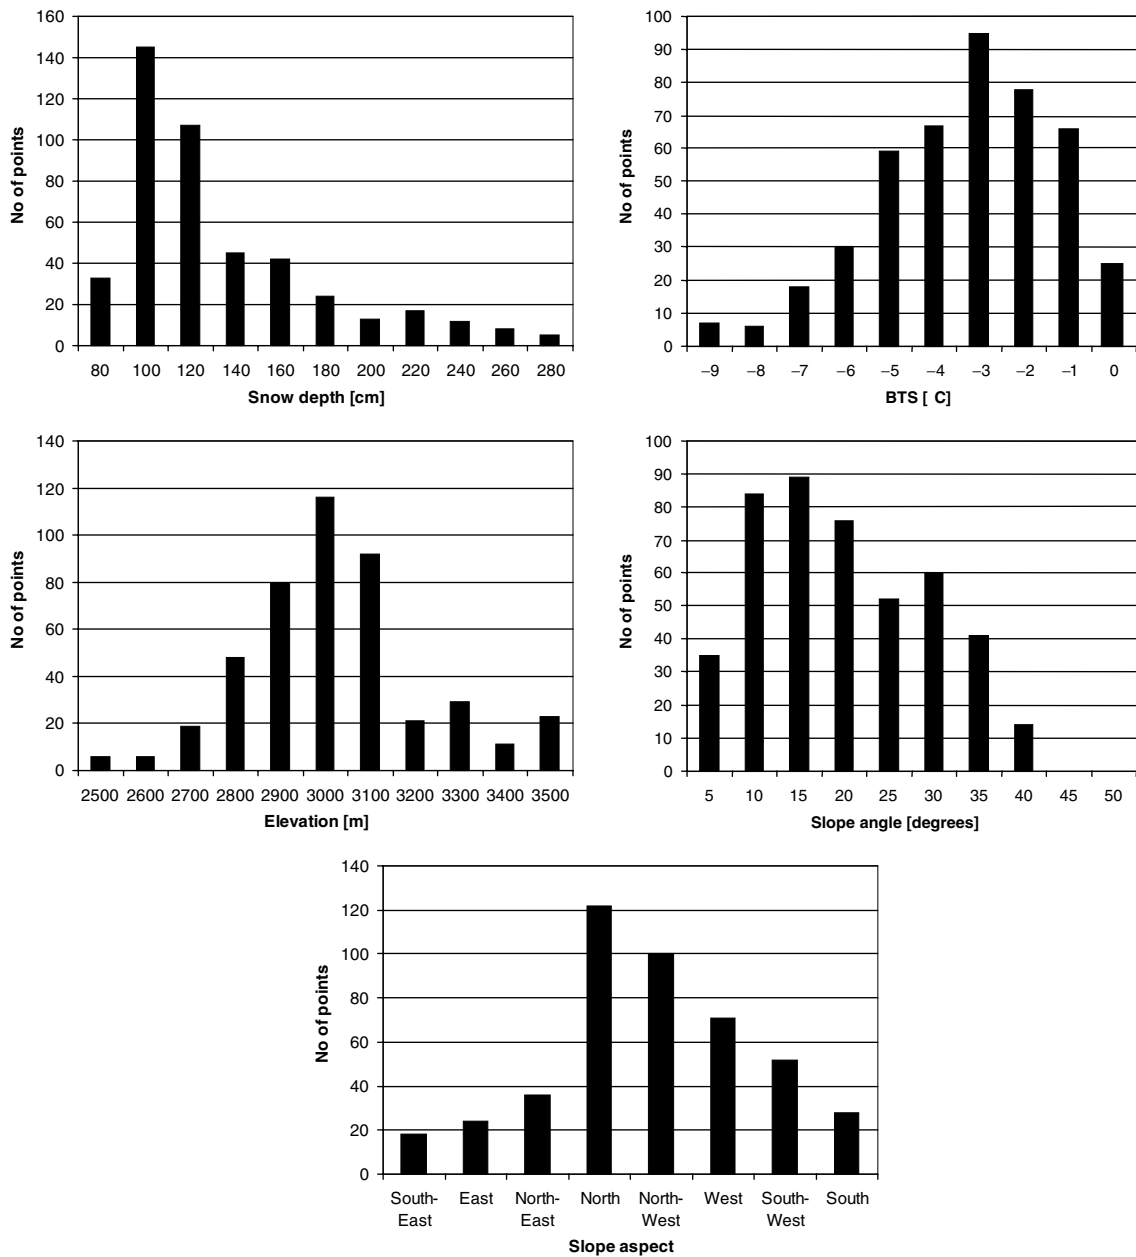 160
140
120
100
80
60
40
20
0
No of points
80 100 120 140 160 180 200 220 240 260 280
Snow depth [cm]
100
90
80
70
60
50
40
30
20
10
0
No of points
–9 –8 –7 –6 –5 –4 –3 –2 –1 0
BTS [ C]
140
120
100
80
60
40
20
0
No of points
2500 2600 2700 2800 2900 3000 3100 3200 3300 3400 3500
Elevation [m]
100
90
80
70
60
50
40
30
20
10
0
No of points
5 10 15 20 25 30 35 40 45 50
Slope angle [degrees]
140
120
100
80
60
40
20
0
No of points
South- East North- North North- West South- South
East East West West
Slope aspect